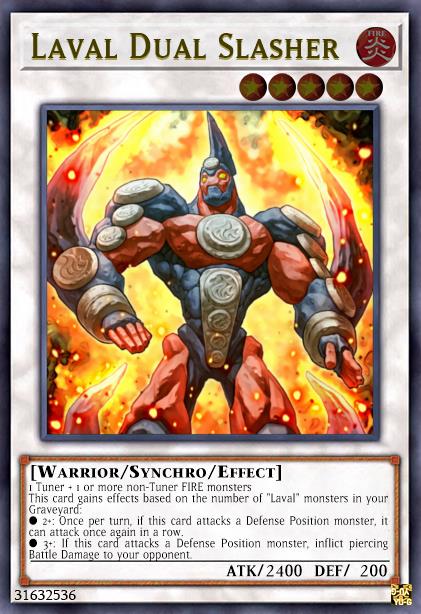 LAVAL DUAL SLASHER
FIRE
炎
[WARRIOR/SYNCHRO/EFFECT]
1 Tuner + 1 or more non-Tuner FIRE monsters
This card gains effects based on the number of "Laval" monsters in your
Graveyard:
● 2+: Once per turn, if this card attacks a Defense Position monster, it
can attack once again in a row.
● 3+: If this card attacks a Defense Position monster, inflict piercing
Battle Damage to your opponent.
ATK/2400 DEF/ 200
31632536